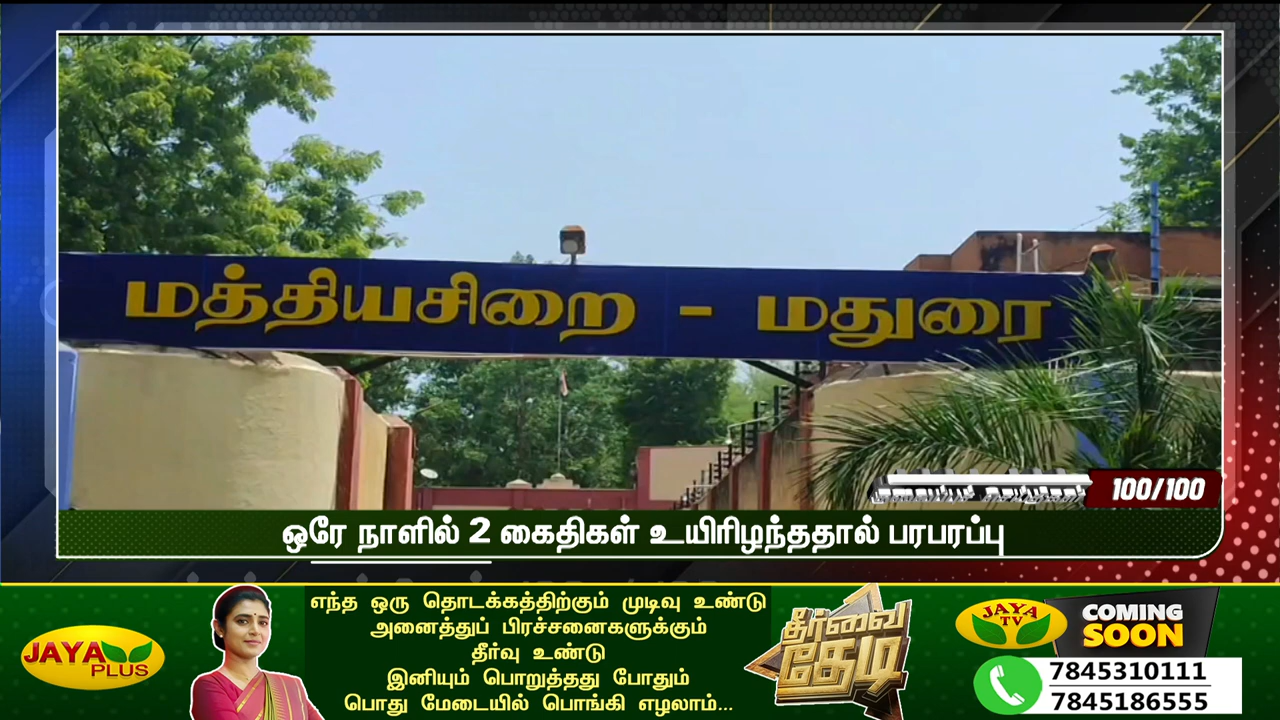 மத்தியசிறை - மதுரை
100/100
ஒரே நாளில் 2 கைதிகள் உயிரிழந்ததால் பரபரப்பு
JAYA PLUS
எந்த ஒரு தொடக்கத்திற்கும் முடிவு உண்டு
அனைத்துப் பிரச்சனைகளுக்கும்
தீர்வு உண்டு
இனியும் பொறுத்தது போதும்
பொது மேடையில் பொங்கி எழலாம்...
தீர்வை
தேடி
JAYA
TV
COMING
SOON
7845310111
7845186555